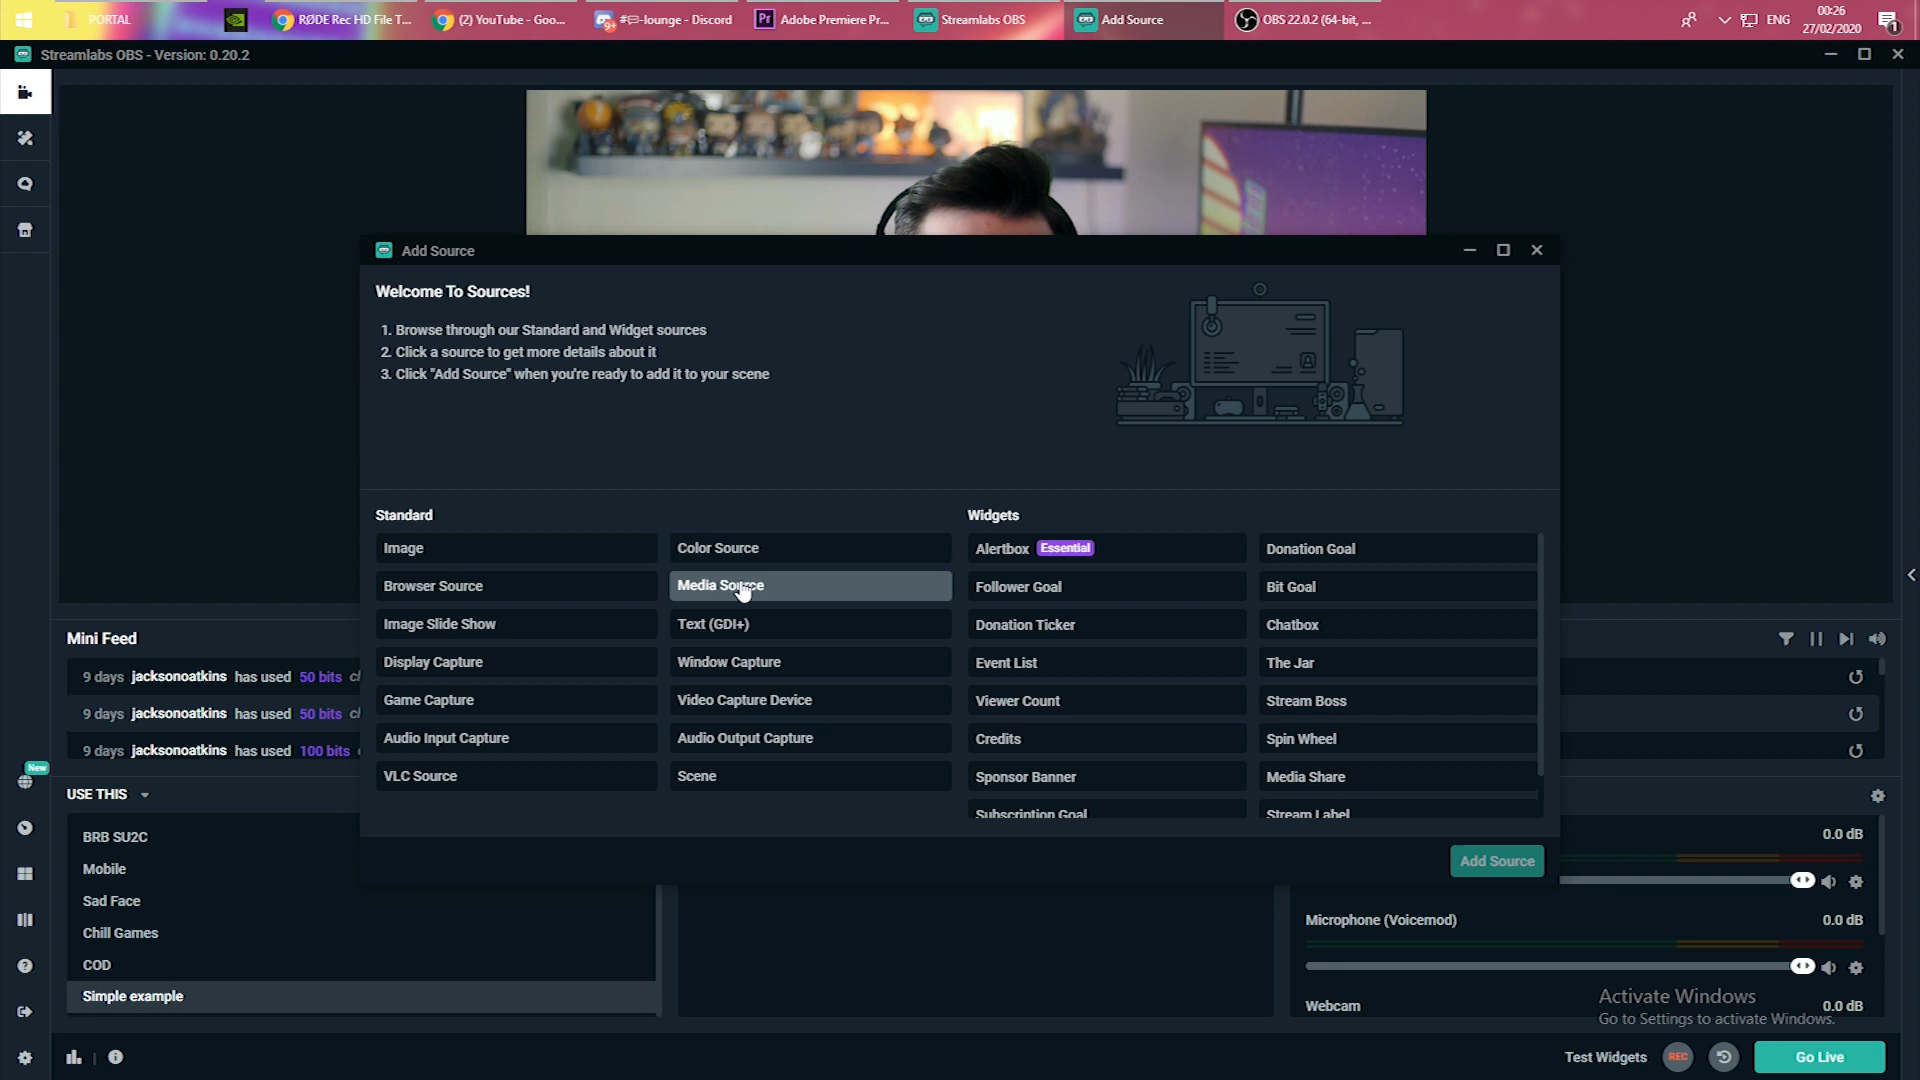 PORTAL
RØDE Rec HD File T...
(2) YouTube - Goo...
9+
#-lounge - Discord
Pr
Adobe Premiere Pr...
Streamlabs OBS
Add Source
OBS 22.0.2 (64-bit, ...
ENG
00:26
27/02/2020
1
Streamlabs OBS - Version: 0.20.2
Add Source
Welcome To Sources!
1. Browse through our Standard and Widget sources
2. Click a source to get more details about it
3. Click "Add Source" when you're ready to add it to your scene
Standard
Widgets
Image
Color Source
Alertbox Essential
Donation Goal
Browser Source
Media Source
Follower Goal
Bit Goal
Image Slide Show
Text (GDI+)
Donation Ticker
Chatbox
Display Capture
Window Capture
Event List
The Jar
Game Capture
Video Capture Device
Viewer Count
Stream Boss
Audio Input Capture
Audio Output Capture
Credits
Spin Wheel
VLC Source
Scene
Sponsor Banner
Media Share
Subscription Goal
Stream Label
Add Source
Mini Feed
9 days jacksonoatkins has used 50 bits
9 days jacksonoatkins has used 50 bits
9 days jacksonoatkins has used 100 bits
New
USE THIS
BRB SU2C
Mobile
Sad Face
Chill Games
COD
Simple example
0.0 dB
Microphone (Voicemod)
0.0 dB
Webcam
0.0 dB
Activate Windows
Go to Settings to activate Windows.
Test Widgets
REC
Go Live